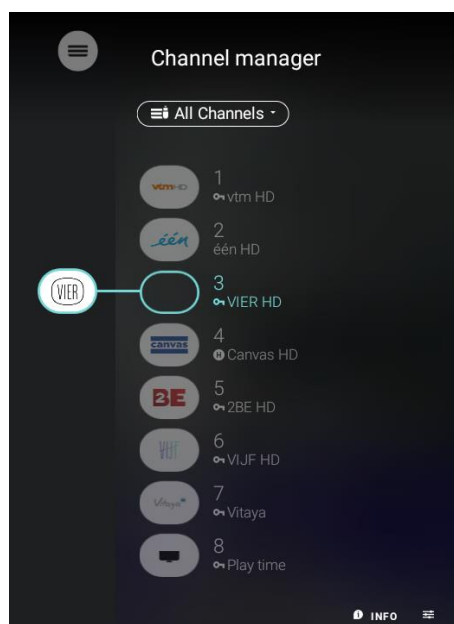 Channel manager
All Channels
vtm HD
1
vtm HD
één
2
één HD
VIER
3
VIER HD
canvas
4
H Canvas HD
2BE
5
2BE HD
VIJF
6
VIJF HD
Vitaya
7
Vitaya
8
Play time
INFO